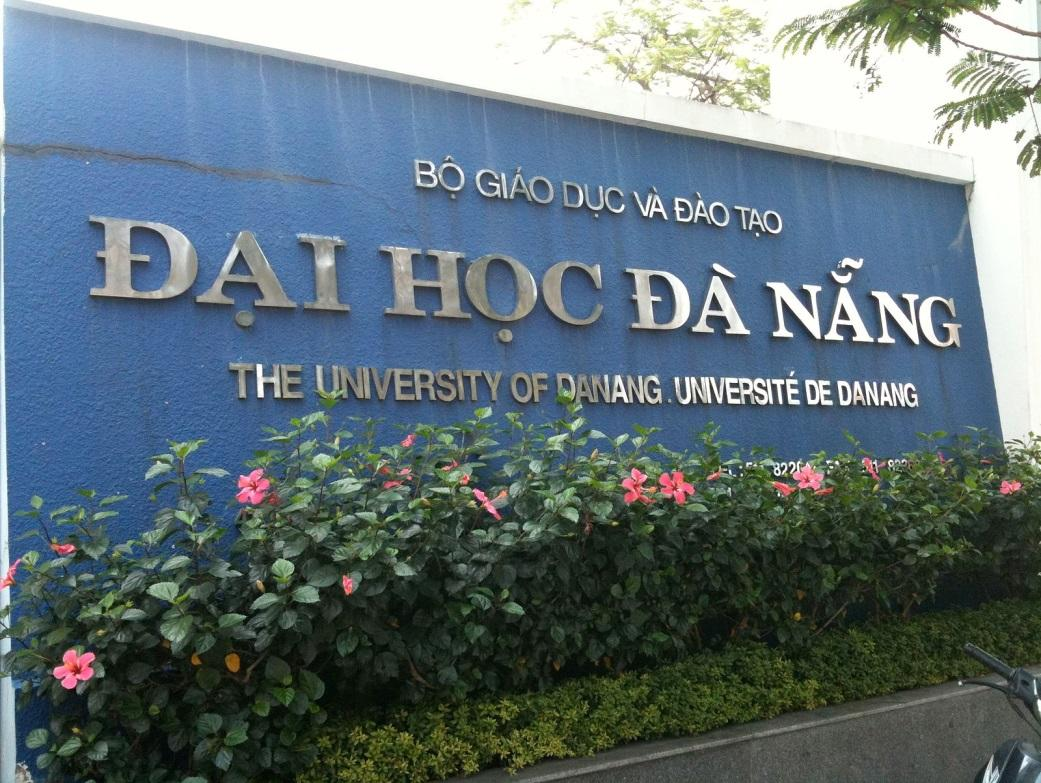 BỘ GIÁO DỤC VÀ ĐÀO TẠO
ĐẠI HỌC ĐÀ NẴNG
THE UNIVERSITY OF DANANG . UNIVERSITÉ DE DANANG